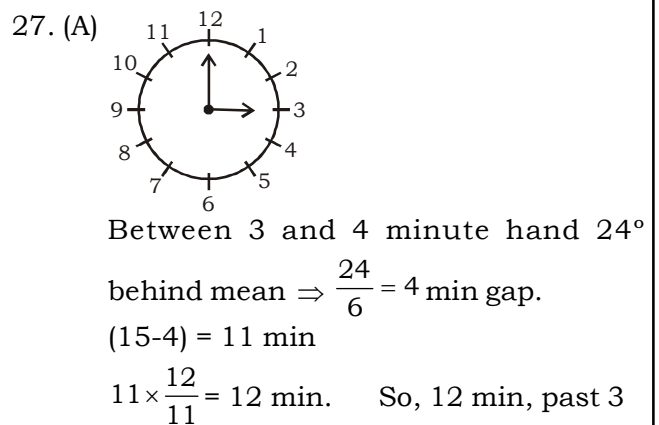 27. (A)
12
11
1
10
2
9
3
8
4
7
5
6
Between 3 and 4 minute hand 24°
behind mean ⇒ 24/6 = 4 min gap.
(15-4) = 11 min
11 × 12/11 = 12 min. So, 12 min, past 3